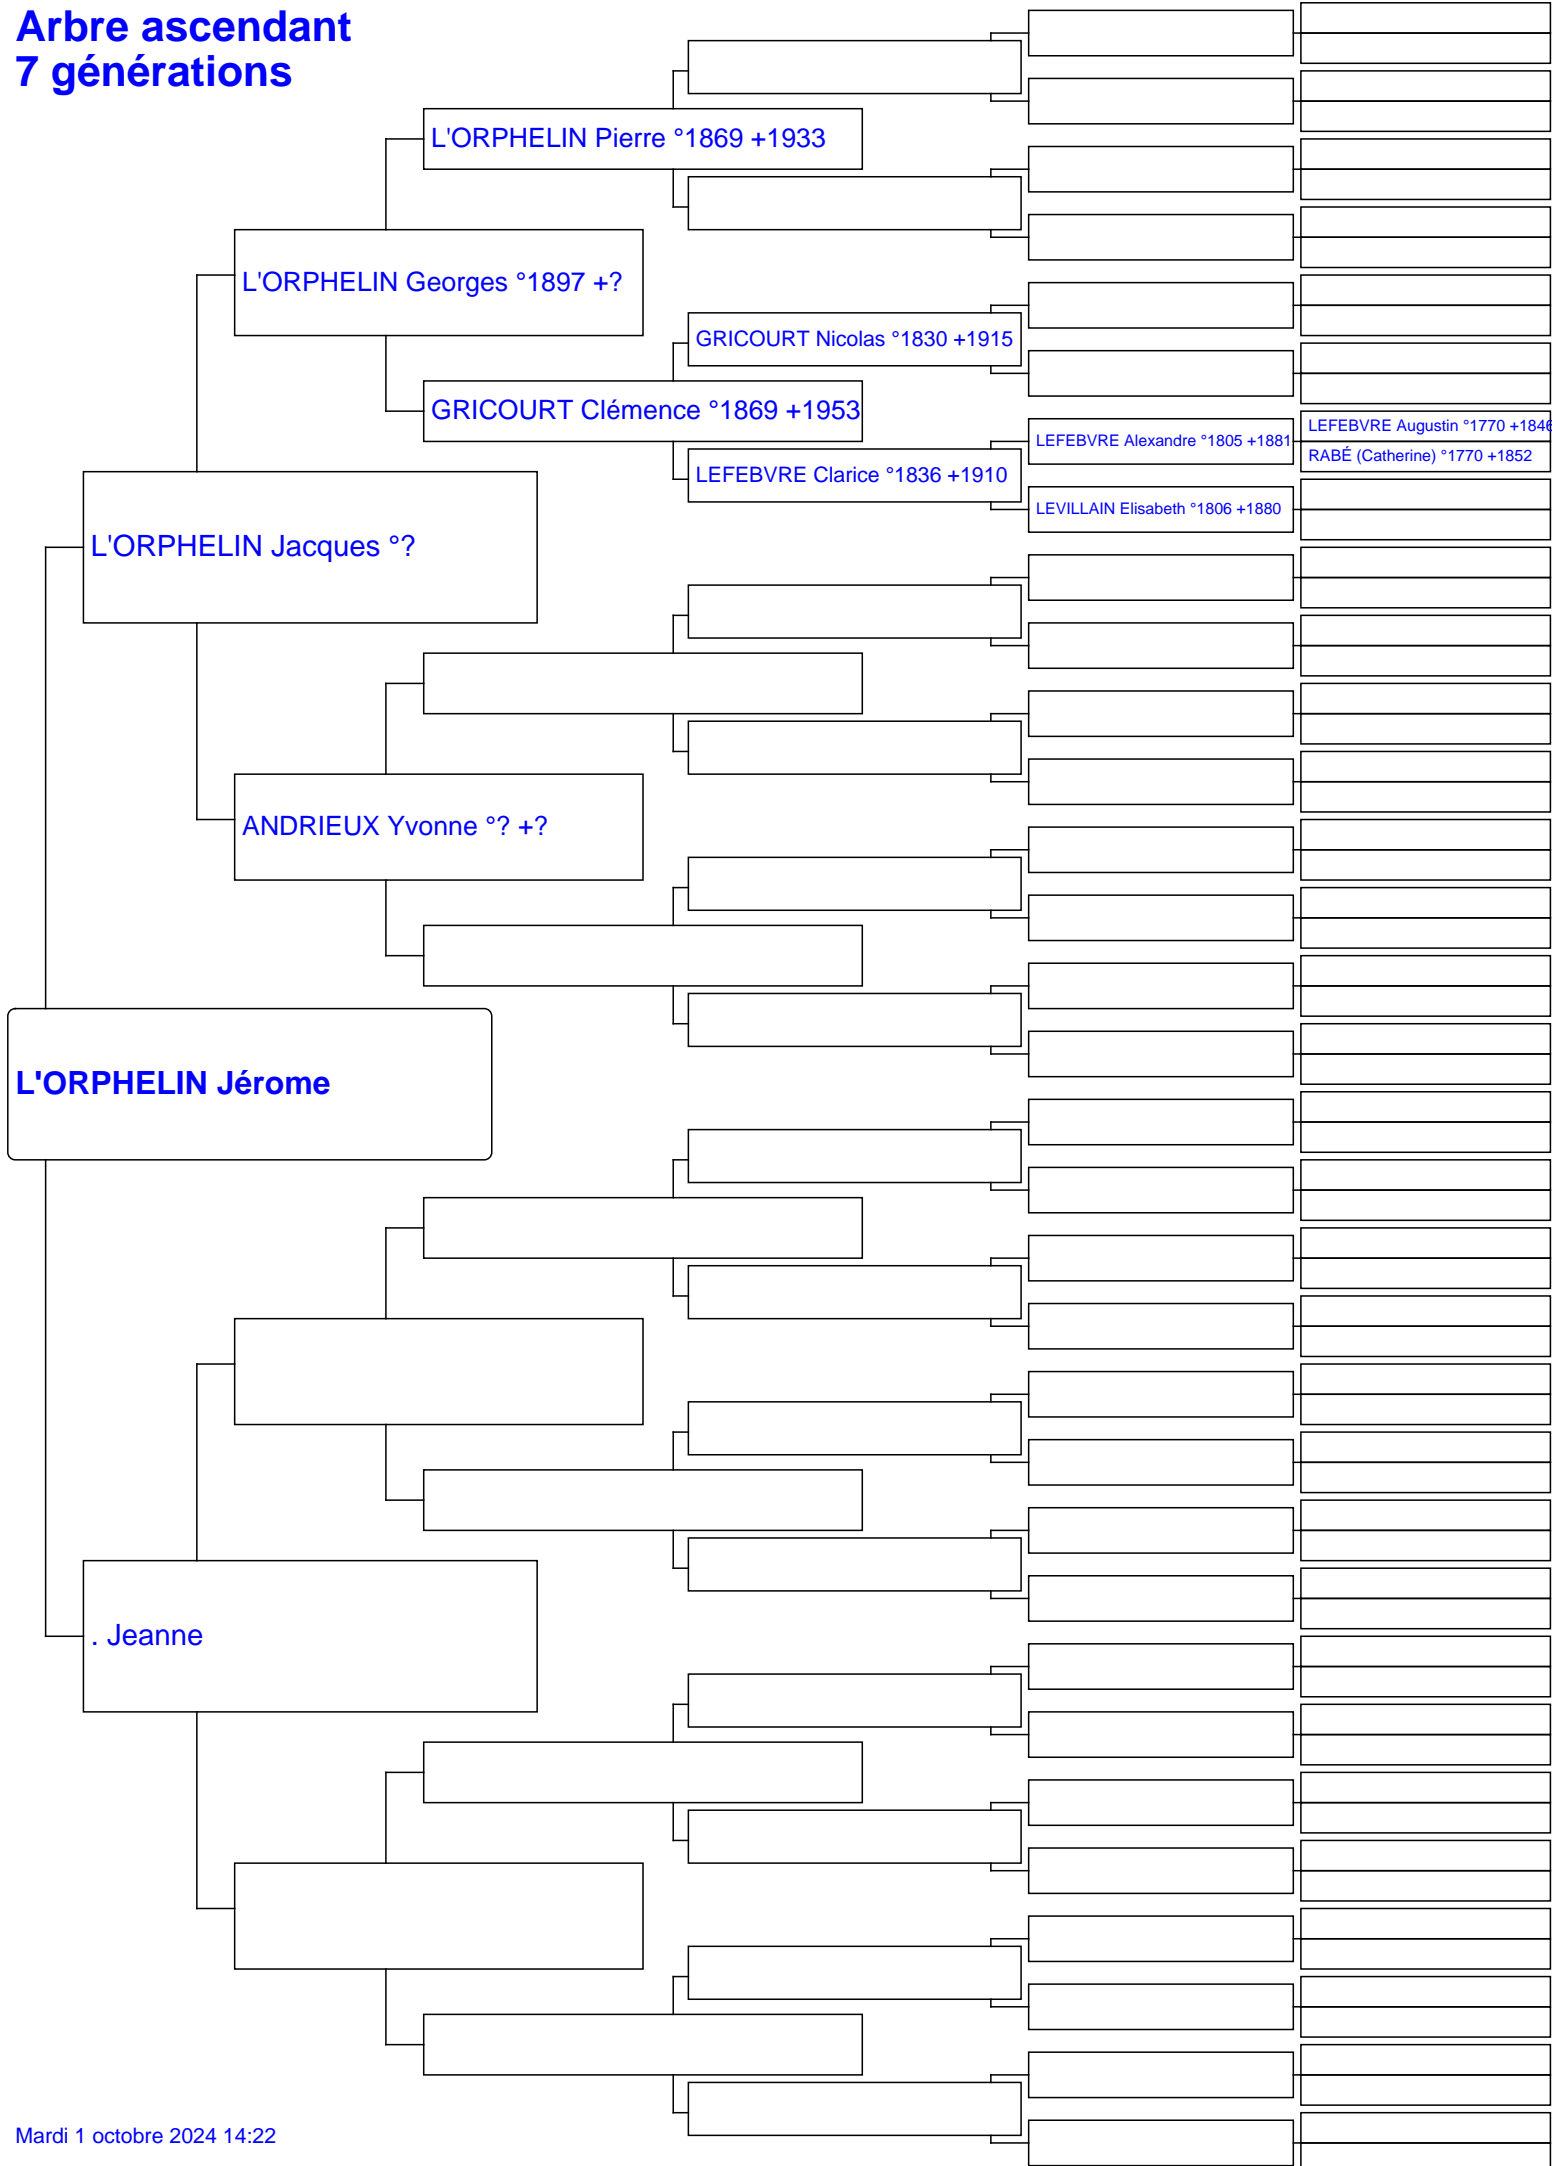 Arbre ascendant
7 générations
L'ORPHELIN Pierre °1869 +1933
L'ORPHELIN Georges °1897 +?
GRICOURT Nicolas °1830 +1915
GRICOURT Clémence °1869 +1953
LEFEBVRE Augustin °1770 +1846
LEFEBVRE Alexandre °1805 +1881
RABÉ (Catherine) °1770 +1852
LEFEBVRE Clarice °1836 +1910
LEVILLAIN Elisabeth °1806 +1880
L'ORPHELIN Jacques °?
ANDRIEUX Yvonne °? +?
L'ORPHELIN Jérome
. Jeanne
Mardi 1 octobre 2024 14:22